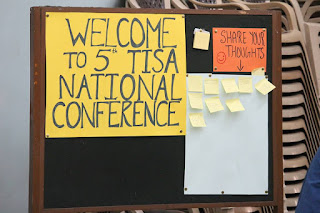 WELCOME
TO 5th TISA
NATIONAL
CONFERENCE
SHARE YOUR
THOUGHTS